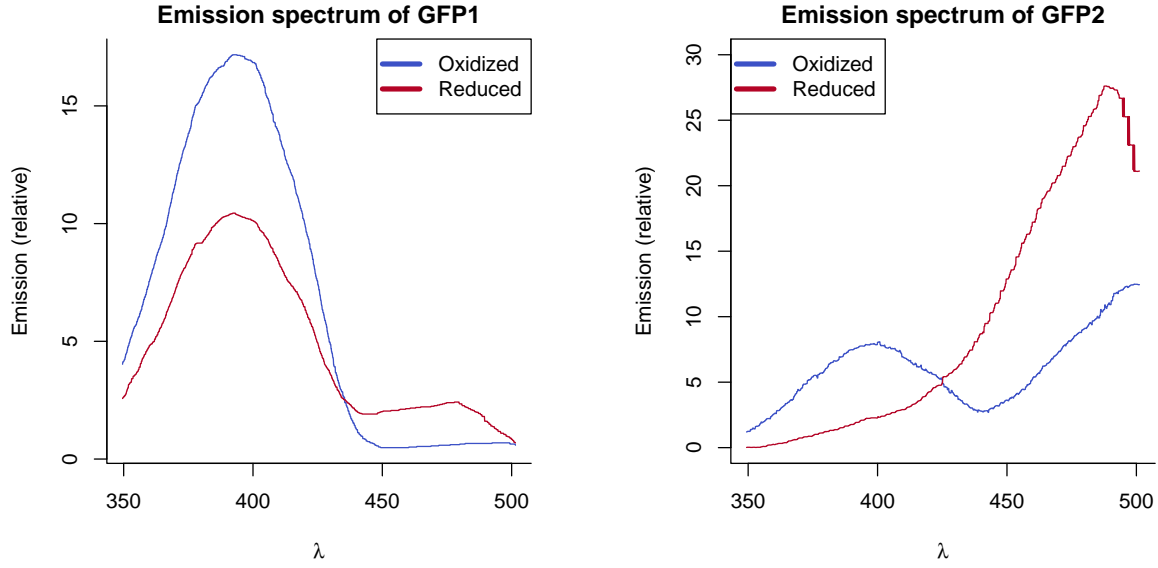 Emission spectrum of GFP1
Oxidized
Reduced
Emission (relative)
0
5
10
15
350
400
450
500
λ
Emission spectrum of GFP2
Oxidized
Reduced
Emission (relative)
0
5
10
15
20
25
30
350
400
450
500
λ